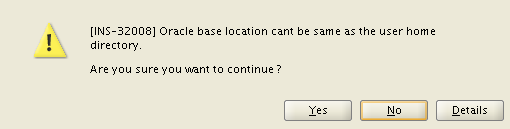 [INS-32008] Oracle base location cant be same as the user home
directory.
Are you sure you want to continue?
Yes
No
Details